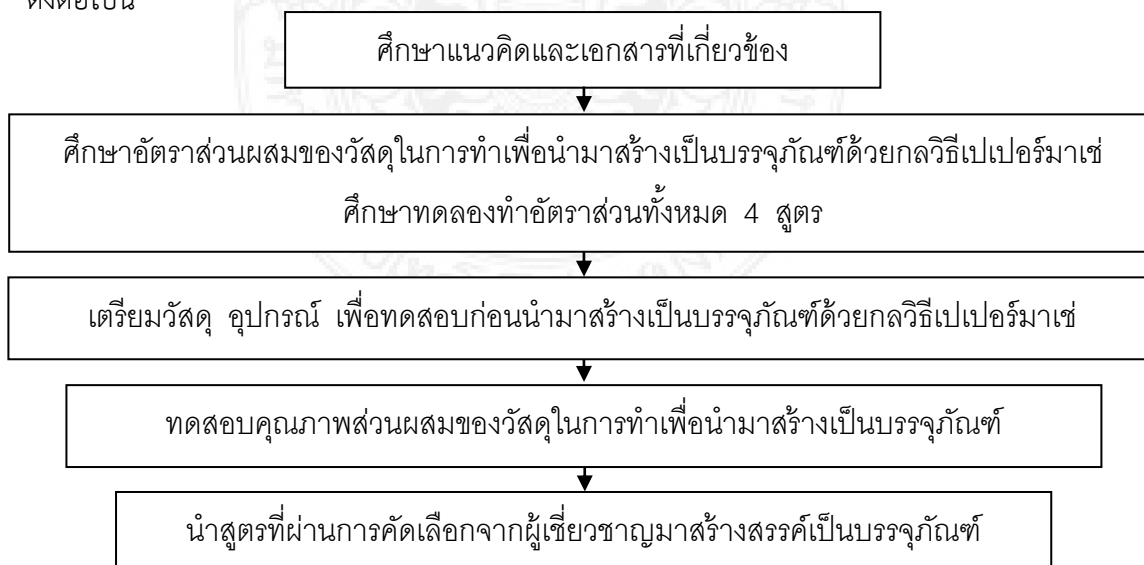 ศึกษาแนวคิดและเอกสารที่เกี่ยวข้อง
ศึกษาอัตราส่วนผสมของวัสดุในการทำเพื่อนำมาสร้างเป็นบรรจุภัณฑ์ด้วยกลวิธีเปเปอร์มาเช่
ศึกษาทดลองทำอัตราส่วนทั้งหมด 4 สูตร
เตรียมวัสดุ อุปกรณ์ เพื่อทดสอบก่อนนำมาสร้างเป็นบรรจุภัณฑ์ด้วยกลวิธีเปเปอร์มาเช่
ทดสอบคุณภาพส่วนผสมของวัสดุในการทำเพื่อนำมาสร้างเป็นบรรจุภัณฑ์
นำสูตรที่ผ่านการคัดเลือกจากผู้เชี่ยวชาญมาสร้างสรรค์เป็นบรรจุภัณฑ์